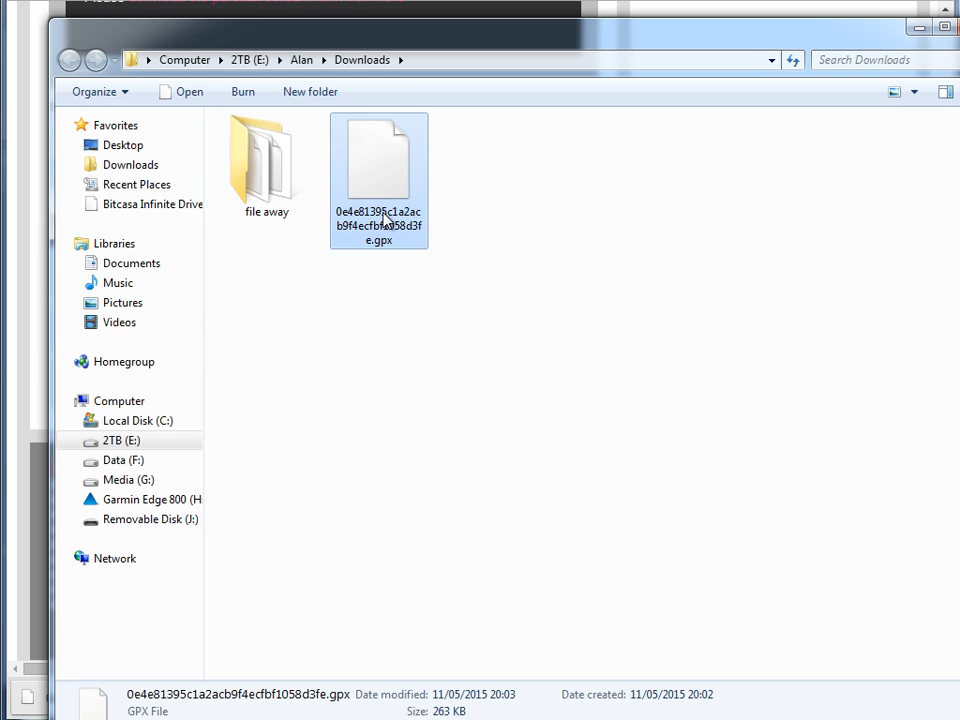 Computer 2TB (E:) Alan Downloads Search Downloads
Organize Open Burn New folder
Favorites
Desktop
Downloads
Recent Places
Bitcasa Infinite Drive
Libraries
Documents
Music
Pictures
Videos
Homegroup
Computer
Local Disk (C:)
2TB (E:)
Data (F:)
Media (G:)
Garmin Edge 800 (H
Removable Disk (J:)
Network
file away
0e4e81395c1a2ac
b9f4ecfbf1058d3f
e.gpx
0e4e81395c1a2acb9f4ecfbf1058d3fe.gpx Date modified: 11/05/2015 20:03 Date created: 11/05/2015 20:02
GPX File Size: 263 KB